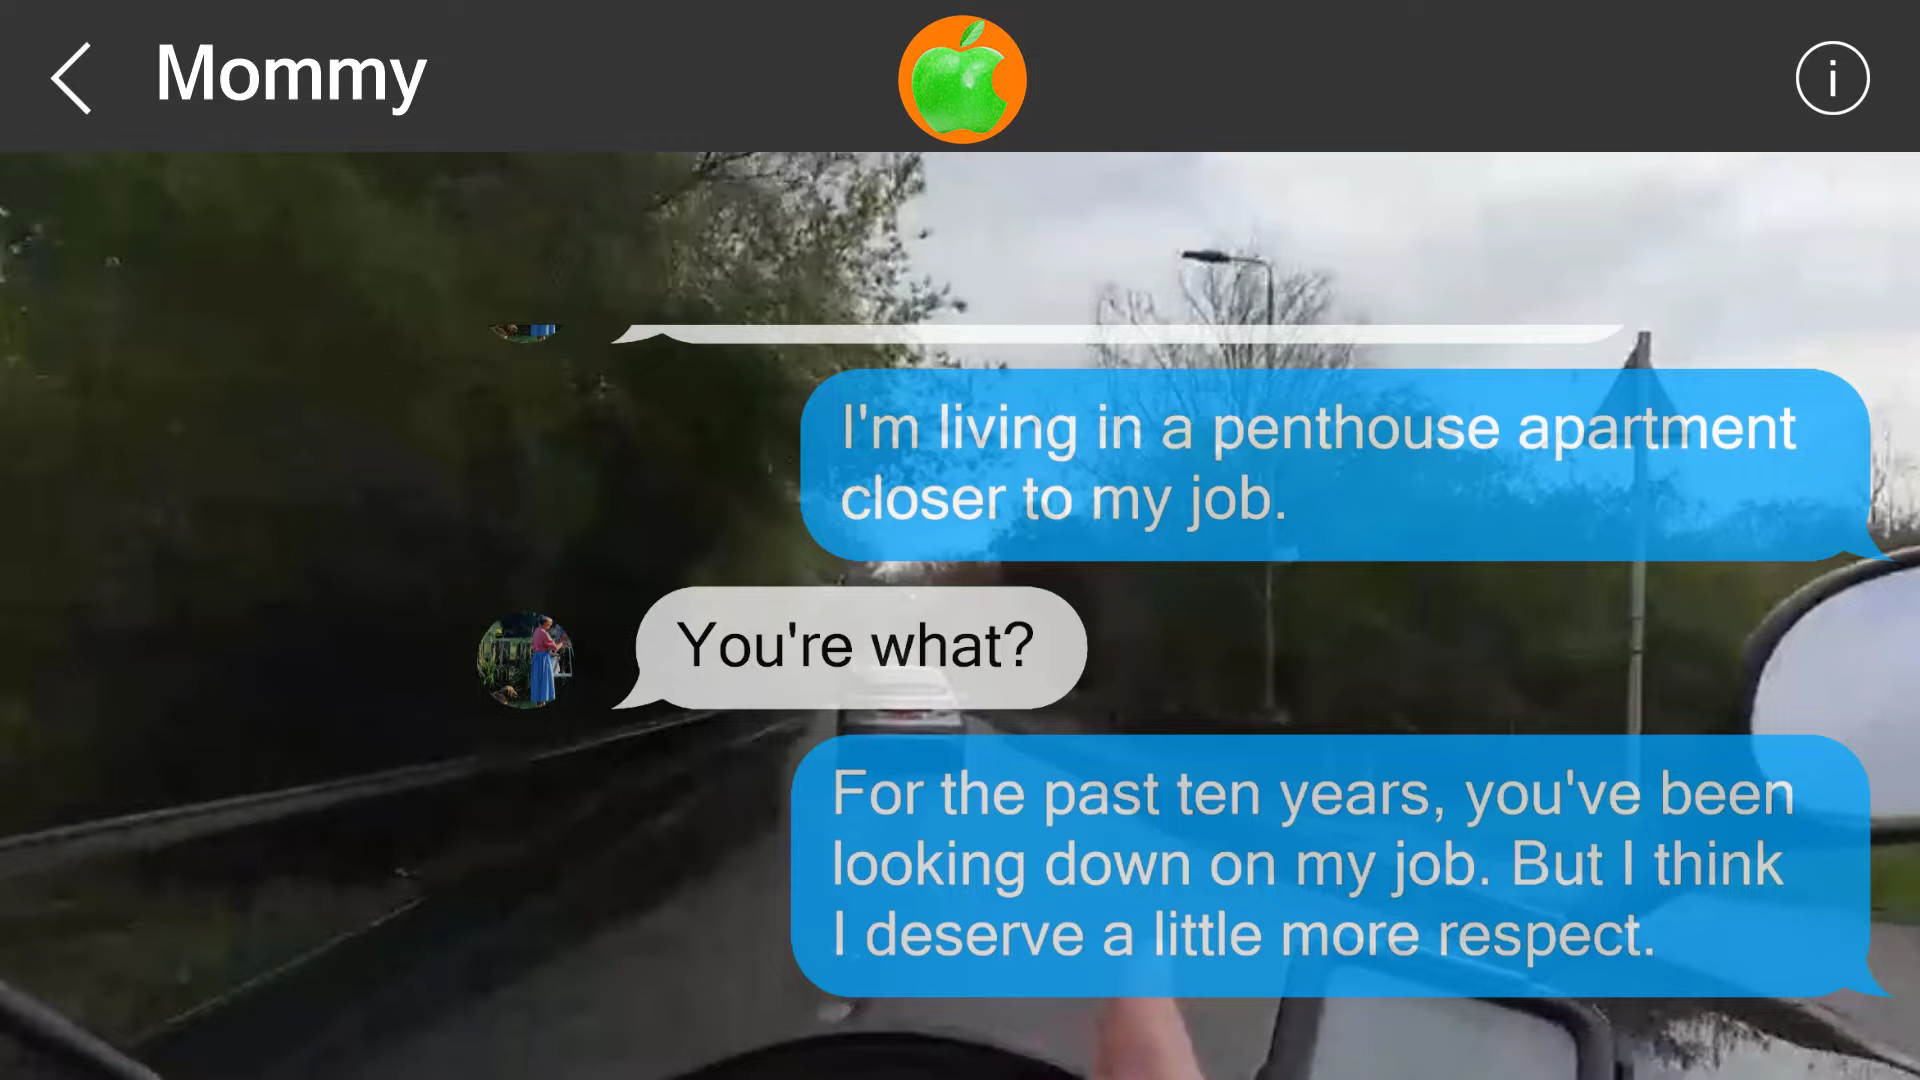 Mommy
i
I'm living in a penthouse apartment
closer to my job.
You're what?
For the past ten years, you've been
looking down on my job. But I think
I deserve a little more respect.